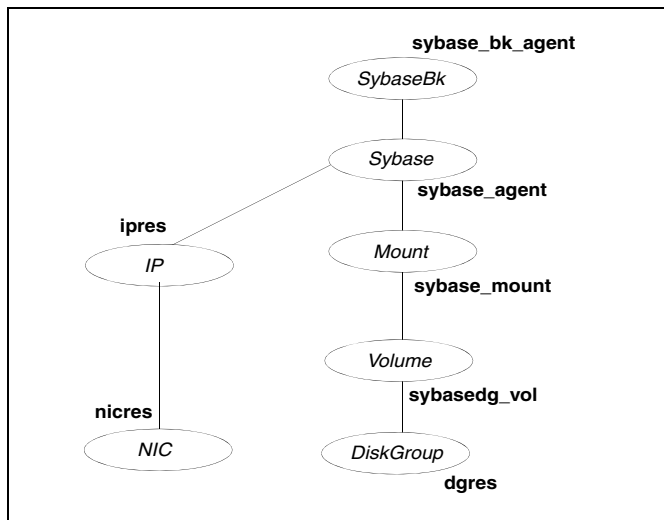 sybase_bk_agent
SybaseBk
Sybase
sybase_agent
ipres
IP
Mount
sybase_mount
Volume
sybasedg_vol
nicres
NIC
DiskGroup
dgres